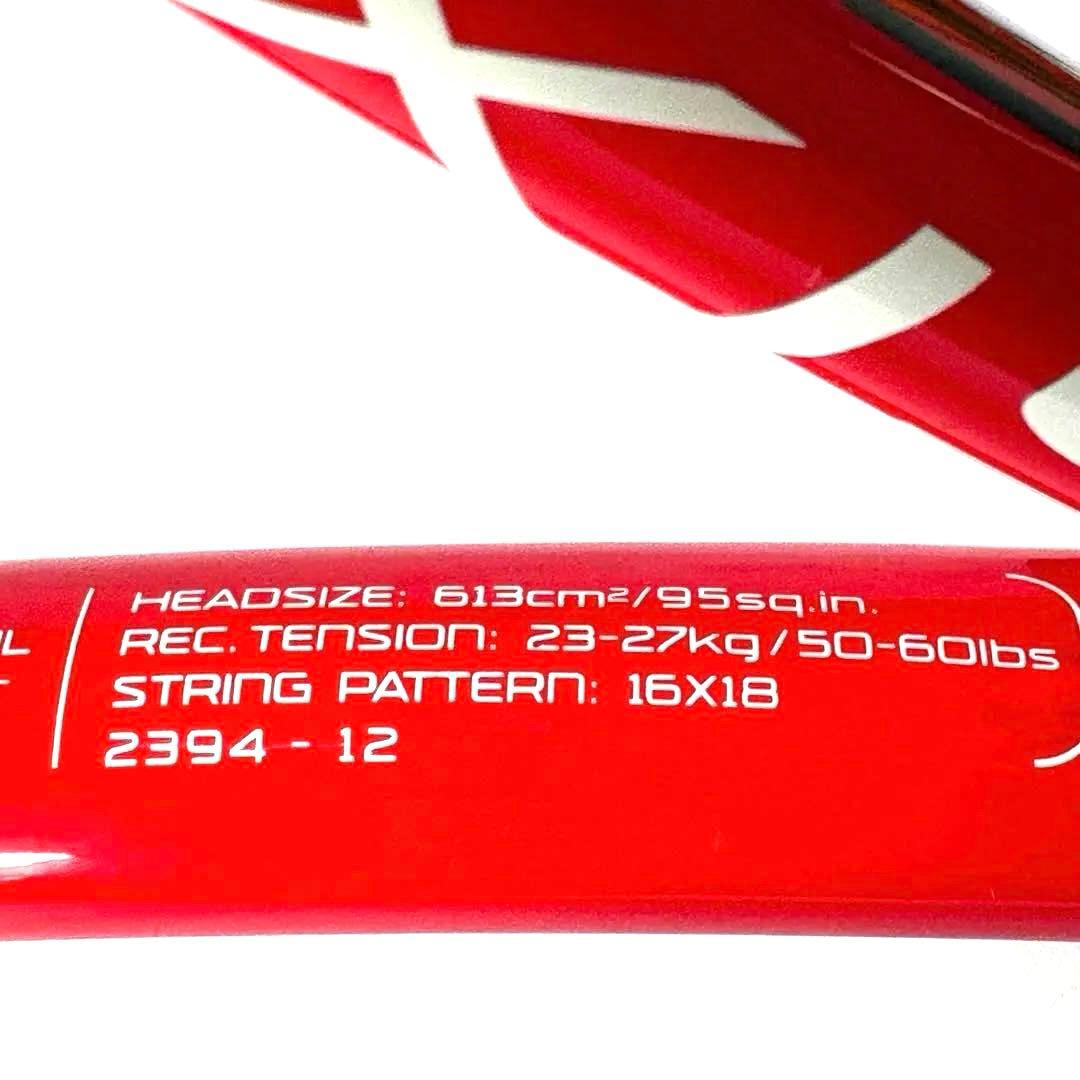 HEADSIZE: 613cm²/95sq.in.
REC. TENSION: 23-27kg/50-60lbs
STRING PATTERN: 16X18
2394 - 12